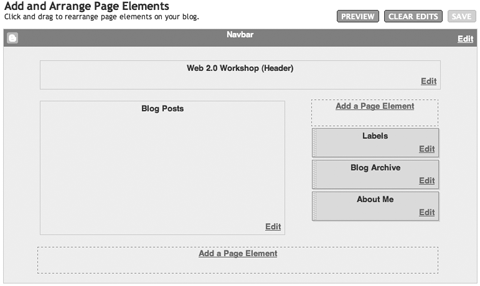 Add and Arrange Page Elements
Click and drag to rearrange page elements on your blog.
PREVIEW CLEAR EDITS SAVE
Navbar
Edit
Web 2.0 Workshop (Header)
Edit
Blog Posts
Edit
Add a Page Element
Labels
Edit
Blog Archive
Edit
About Me
Edit
Add a Page Element